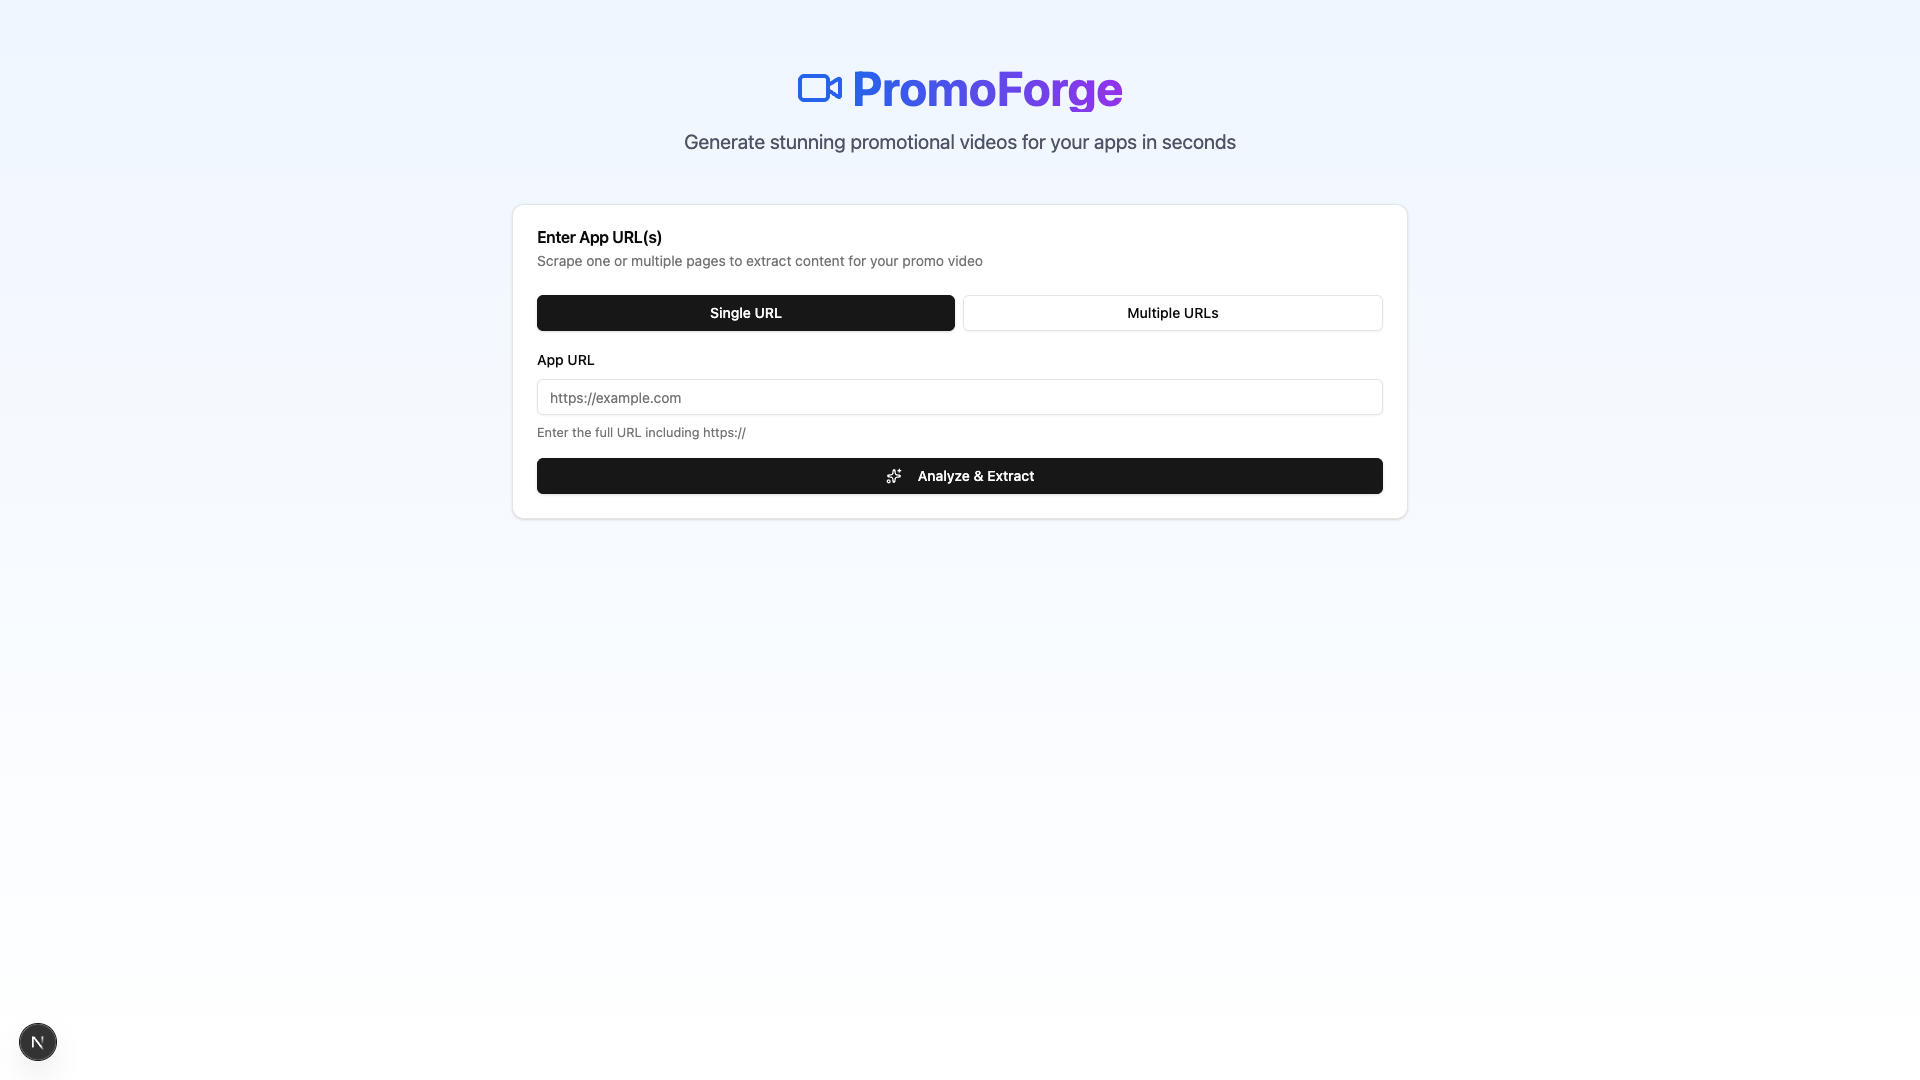 PromoForge
Generate stunning promotional videos for your apps in seconds
Enter App URL(s)
Scrape one or multiple pages to extract content for your promo video
Single URL
Multiple URLs
App URL
https://example.com
Enter the full URL including https://
Analyze & Extract
N